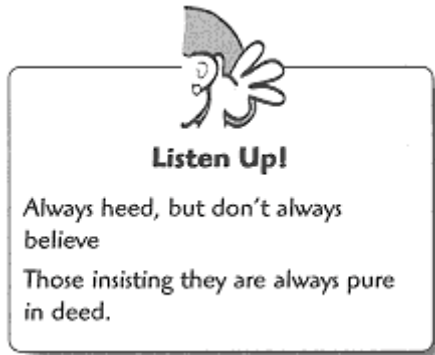 Listen Up!
Always heed, but don't always
believe
Those insisting they are always pure
in deed.